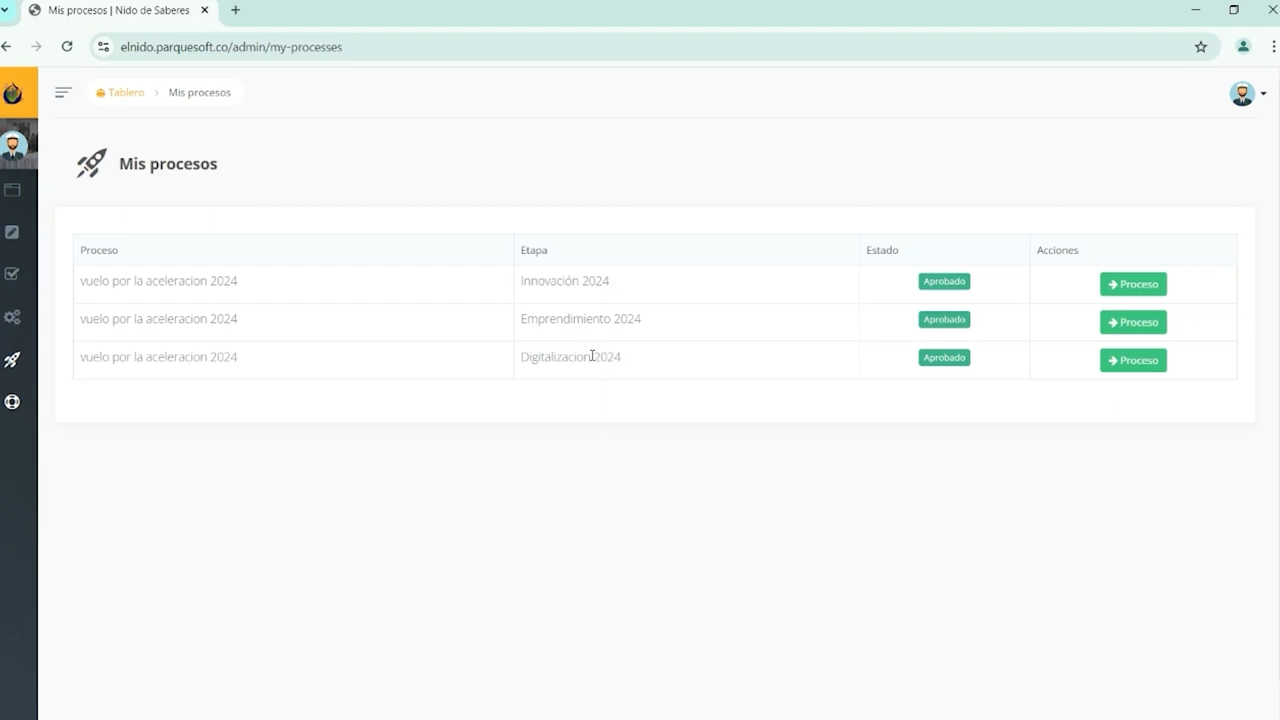 Mis procesos | Nido de Saberes
elnido.parquesoft.co/admin/my-processes
Tablero > Mis procesos
Mis procesos
Proceso Etapa Estado Acciones
vuelo por la aceleracion 2024 Innovación 2024 Aprobado Proceso
vuelo por la aceleracion 2024 Emprendimiento 2024 Aprobado Proceso
vuelo por la aceleracion 2024 Digitalizacion 2024 Aprobado Proceso